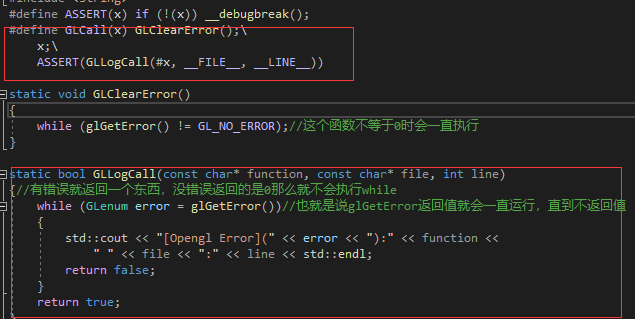 #define ASSERT(x) if (!(x)) __debugbreak();
#define GLCall(x) GLClearError();\
x;\
ASSERT(GLLogCall(#x, __FILE__, __LINE__))
static void GLClearError()
{
while (glGetError() != GL_NO_ERROR);//这个函数不等于0时会一直执行
}
static bool GLLogCall(const char* function, const char* file, int line)
{//有错误就返回一个东西，没错误返回的是0那么就不会执行while
while (GLenum error = glGetError())//也就是说glGetError返回值就会一直运行，直到不返回值
{
std::cout << "[Opengl Error](" << error << "):" << function <<
" " << file << ":" << line << std::endl;
return false;
}
return true;
}